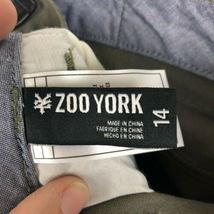 ZOO YORK
MADE IN CHINA
FABRIQUÉ EN CHINE
HECHO EN CHINA
14